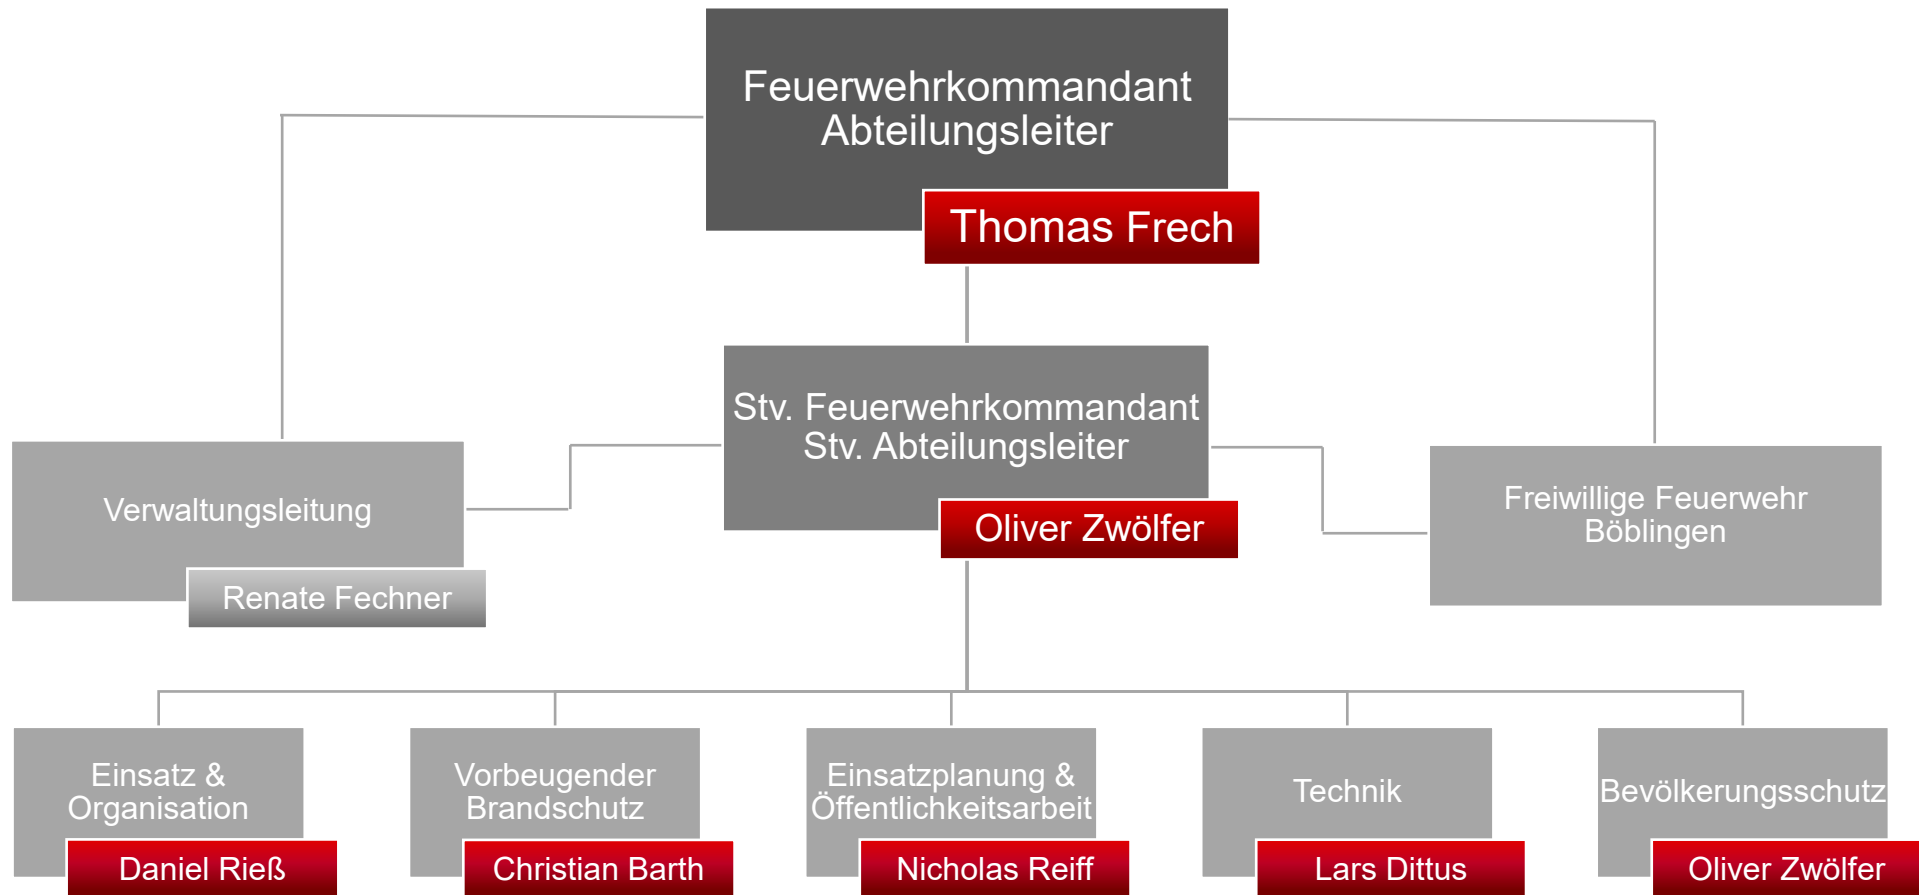 Feuerwehrkommandant
Abteilungsleiter
Thomas Frech
Stv. Feuerwehrkommandant
Stv. Abteilungsleiter
Oliver Zwölfer
Verwaltungsleitung
Renate Fechner
Freiwillige Feuerwehr
Böblingen
Einsatz &
Organisation
Daniel Rieß
Vorbeugender
Brandschutz
Christian Barth
Einsatzplanung &
Öffentlichkeitsarbeit
Nicholas Reiff
Technik
Lars Dittus
Bevölkerungsschutz
Oliver Zwölfer